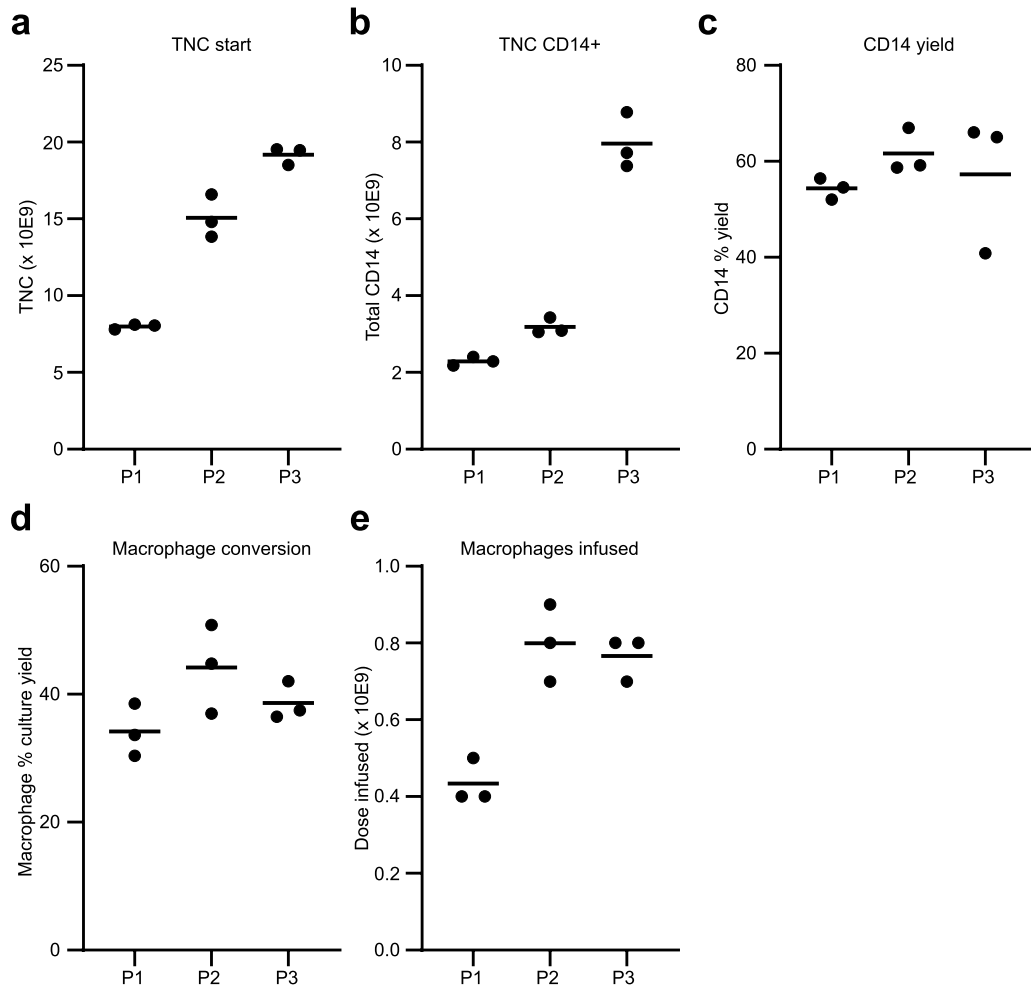 a
TNC start
TNC (x 10E9)
25
20
15
10
5
0
P1 P2 P3
b
TNC CD14+
Total CD14 (x 10E9)
10
8
6
4
2
0
P1 P2 P3
c
CD14 yield
CD14 % yield
80
60
40
20
0
P1 P2 P3
d
Macrophage conversion
Macrophage % culture yield
60
40
20
0
P1 P2 P3
e
Macrophages infused
Dose infused (x 10E9)
1.0
0.8
0.6
0.4
0.2
0.0
P1 P2 P3